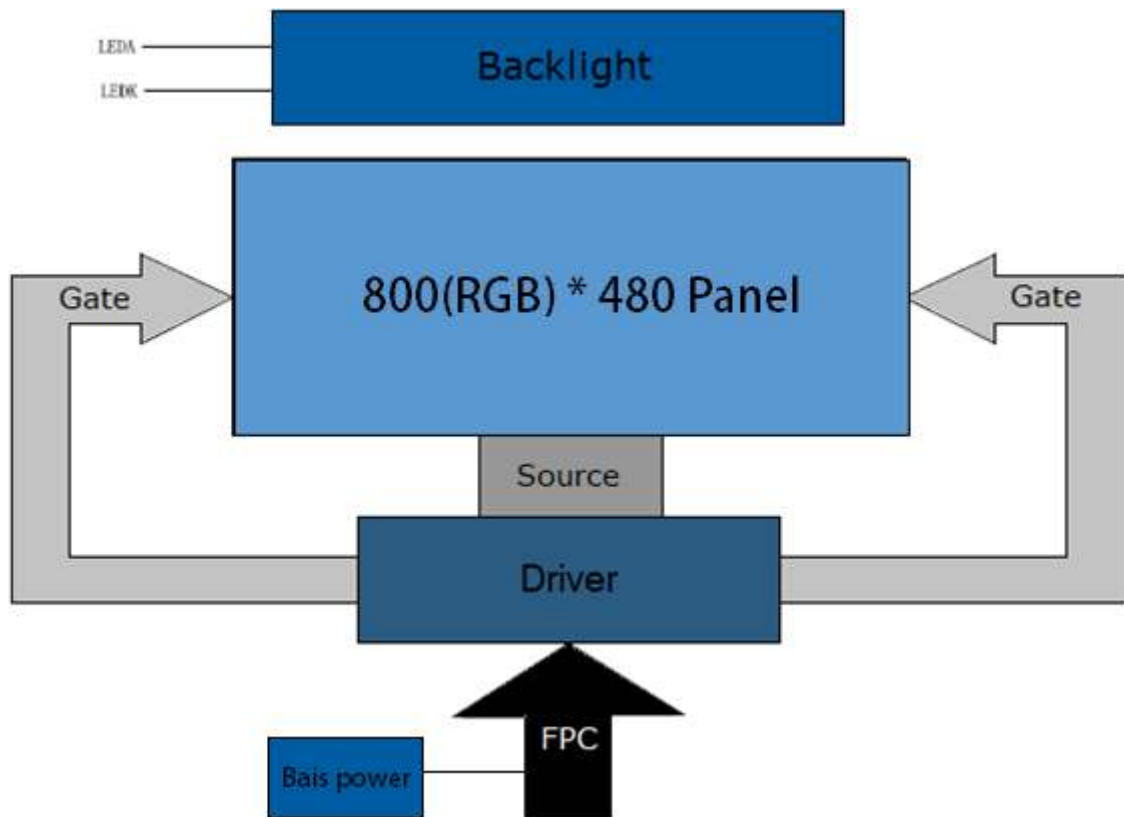 LEDA
Backlight
LEDK
Gate
800(RGB) * 480 Panel
Gate
Source
Driver
FPC
Bais power